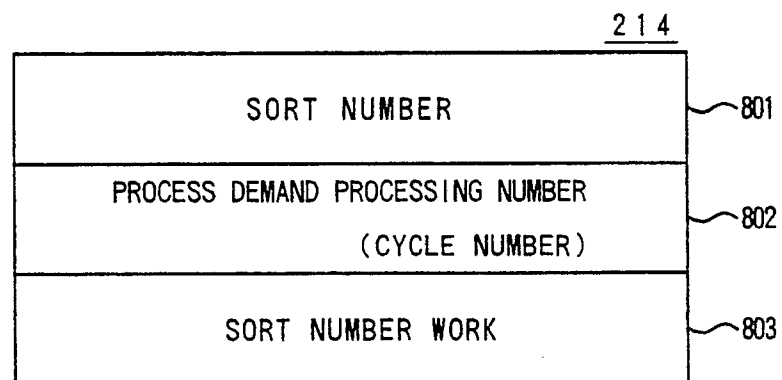 214
SORT NUMBER
801
PROCESS DEMAND PROCESSING NUMBER
(CYCLE NUMBER)
802
SORT NUMBER WORK
803